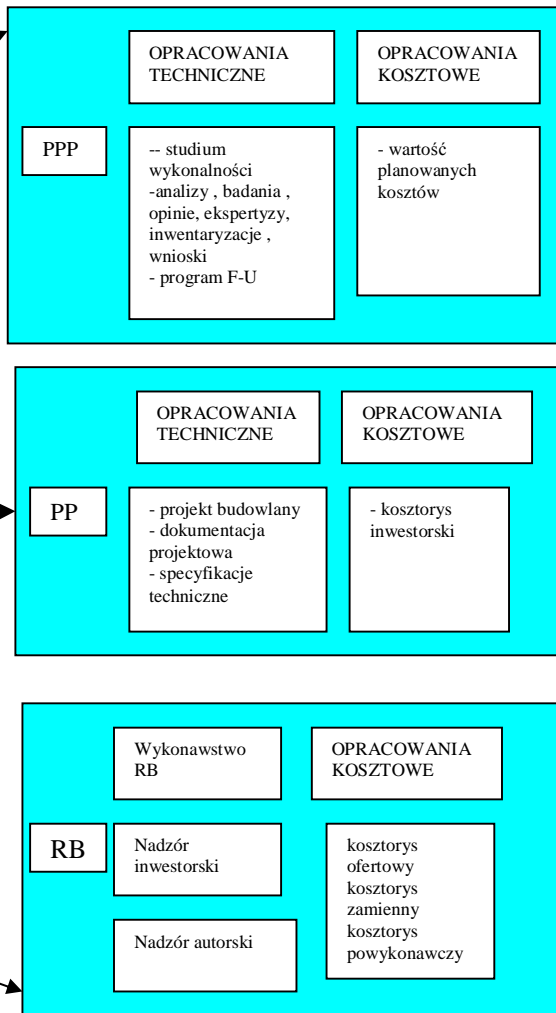 OPRACOWANIA
TECHNICZNE
OPRACOWANIA
KOSZTOWE
PPP
-- studium
wykonalności
-analizy , badania ,
opinie, ekspertyzy,
inwentaryzacje ,
wnioski
- program F-U
- wartość
planowanych
kosztów
OPRACOWANIA
TECHNICZNE
OPRACOWANIA
KOSZTOWE
PP
- projekt budowlany
- dokumentacja
projektowa
- specyfikacje
techniczne
- kosztorys
inwestorski
Wykonawstwo
RB
OPRACOWANIA
KOSZTOWE
RB
Nadzór
inwestorski
Nadzór autorski
kosztorys
ofertowy
kosztorys
zamienny
kosztorys
powykonawczy